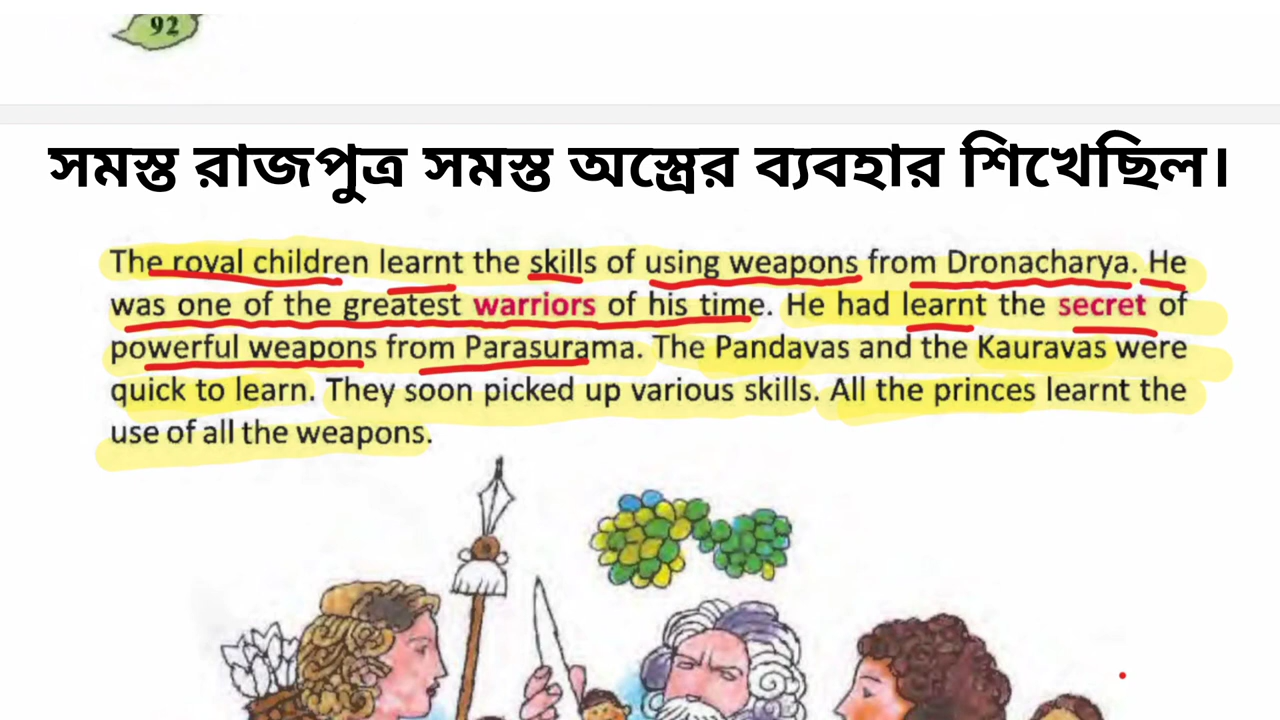 92
সমস্ত রাজপুত্র সমস্ত অস্ত্রের ব্যবহার শিখেছিল।
The royal children learnt the skills of using weapons from Dronacharya. He
was one of the greatest warriors of his time. He had learnt the secret of
powerful weapons from Parasurama. The Pandavas and the Kauravas were
quick to learn. They soon picked up various skills. All the princes learnt the
use of all the weapons.